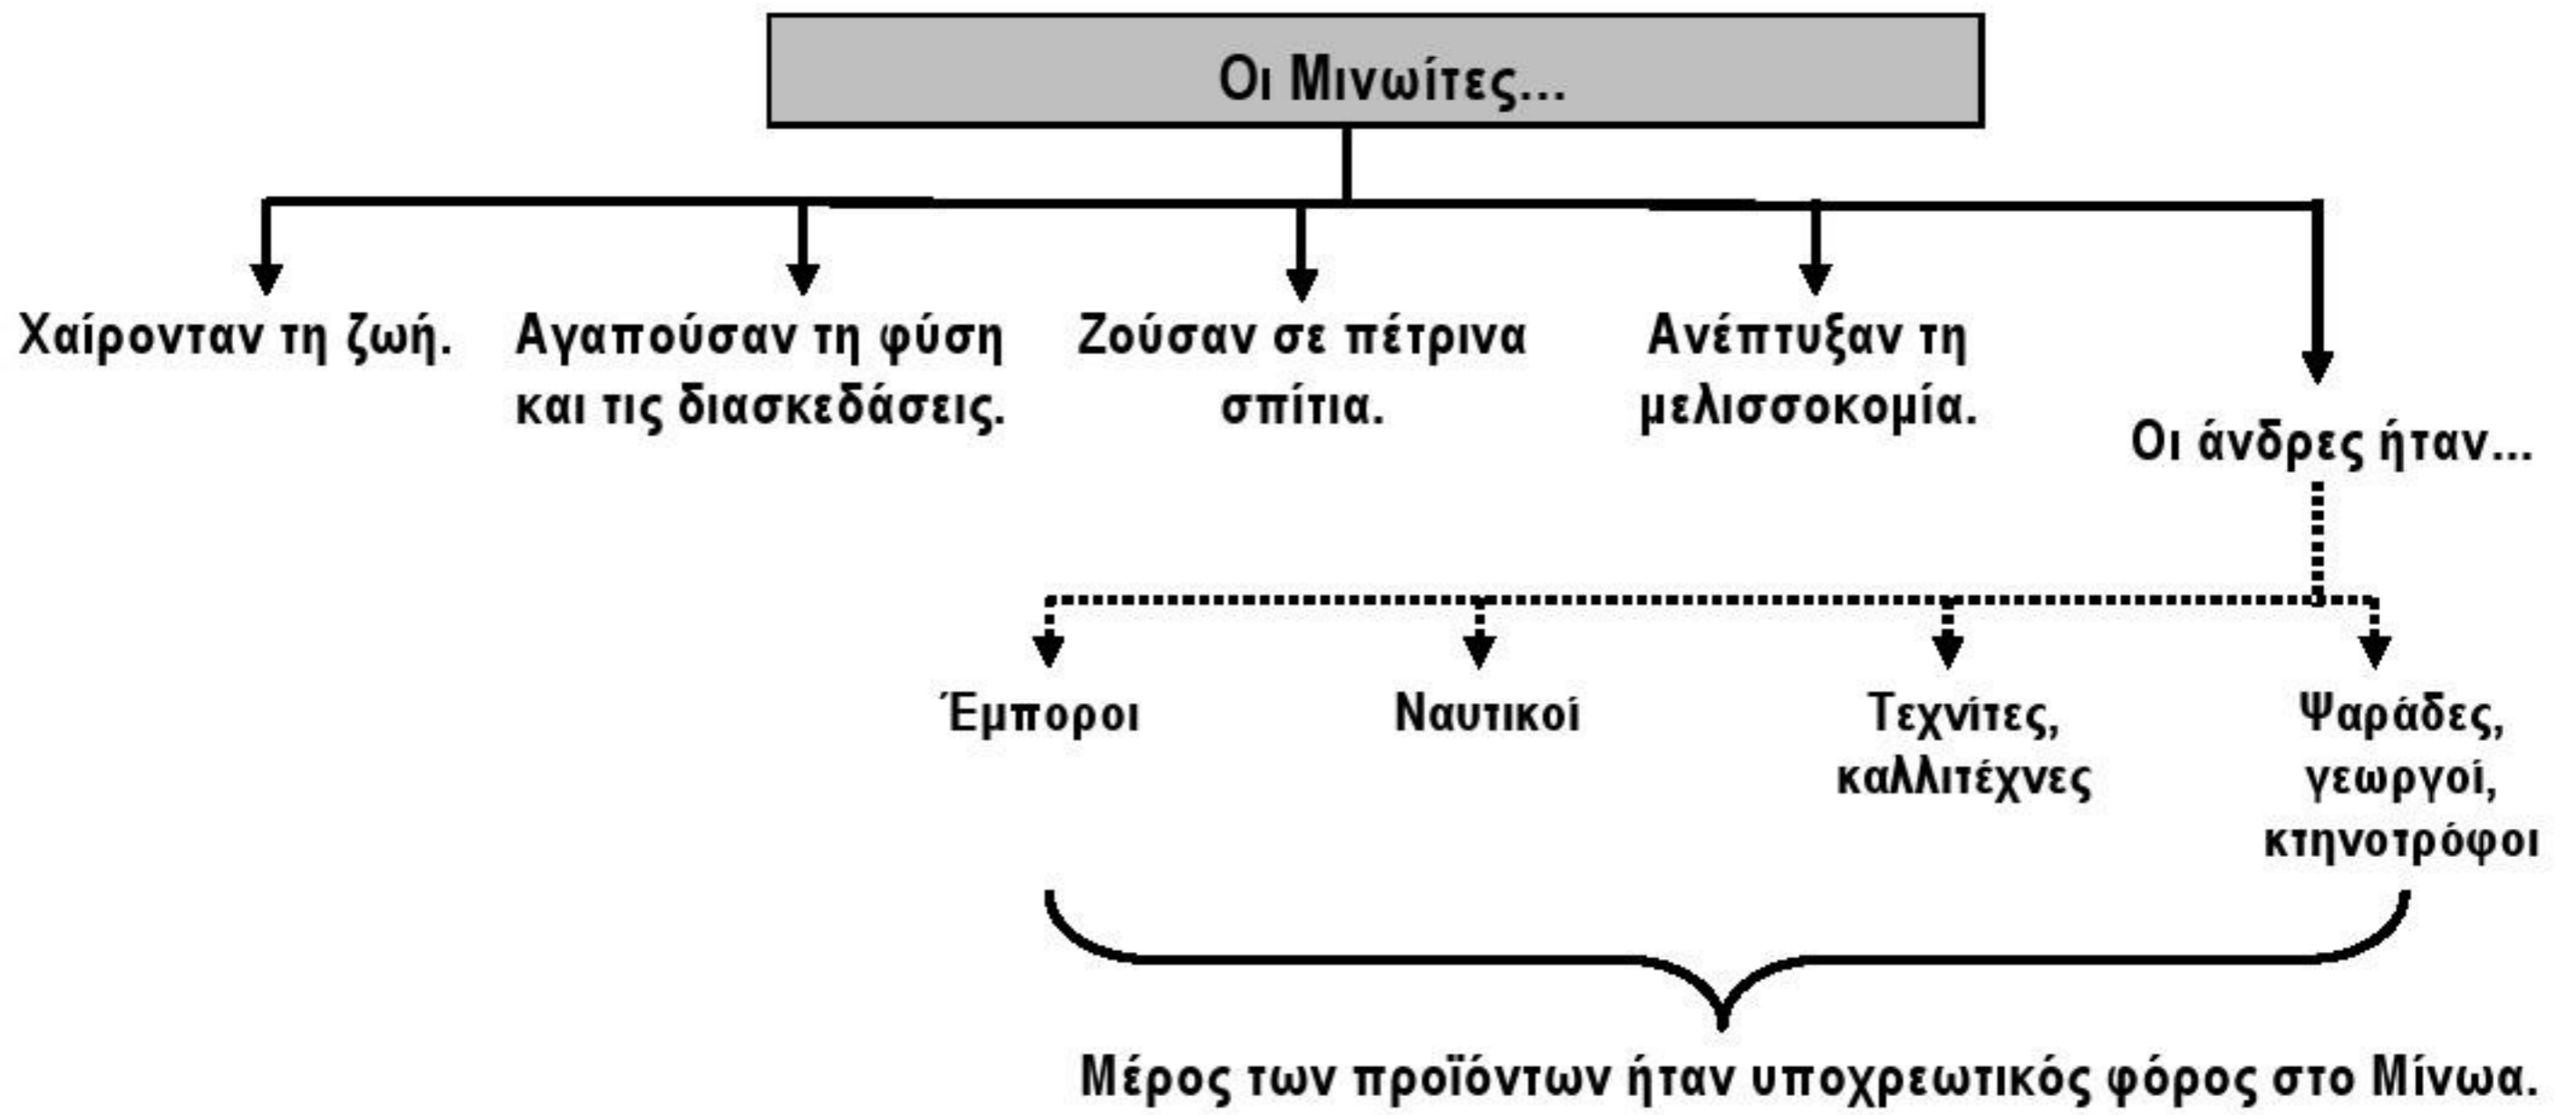 Οι Μινωίτες...
Χαίρονταν τη ζωή.
Αγαπούσαν τη φύση
και τις διασκεδάσεις.
Ζούσαν σε πέτρινα
σπίτια.
Ανέπτυξαν τη
μελισσοκομία.
Οι άνδρες ήταν...
Έμποροι
Ναυτικοί
Τεχνίτες,
καλλιτέχνες
Ψαράδες,
γεωργοί,
κτηνοτρόφοι
Μέρος των προϊόντων ήταν υποχρεωτικός φόρος στο Μίνωα.